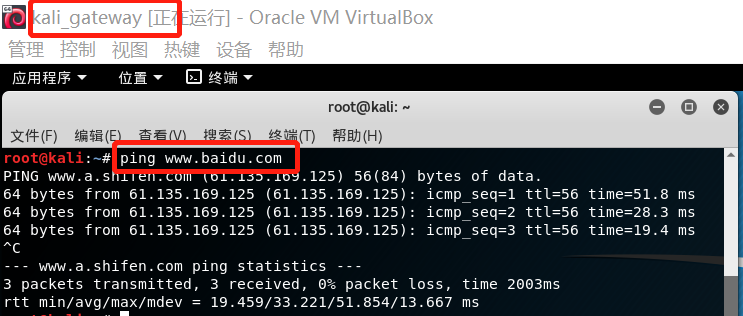 kali_gateway [正在运行] - Oracle VM VirtualBox
管理 控制 视图 热键 设备 帮助
应用程序 位置 终端
root@kali: ~
文件(F) 编辑(E) 查看(V) 搜索(S) 终端(T) 帮助(H)
root@kali:~# ping www.baidu.com
PING www.a.shifen.com (61.135.169.125) 56(84) bytes of data.
64 bytes from 61.135.169.125 (61.135.169.125): icmp_seq=1 ttl=56 time=51.8 ms
64 bytes from 61.135.169.125 (61.135.169.125): icmp_seq=2 ttl=56 time=28.3 ms
64 bytes from 61.135.169.125 (61.135.169.125): icmp_seq=3 ttl=56 time=19.4 ms
^C
--- www.a.shifen.com ping statistics ---
3 packets transmitted, 3 received, 0% packet loss, time 2003ms
rtt min/avg/max/mdev = 19.459/33.221/51.854/13.667 ms